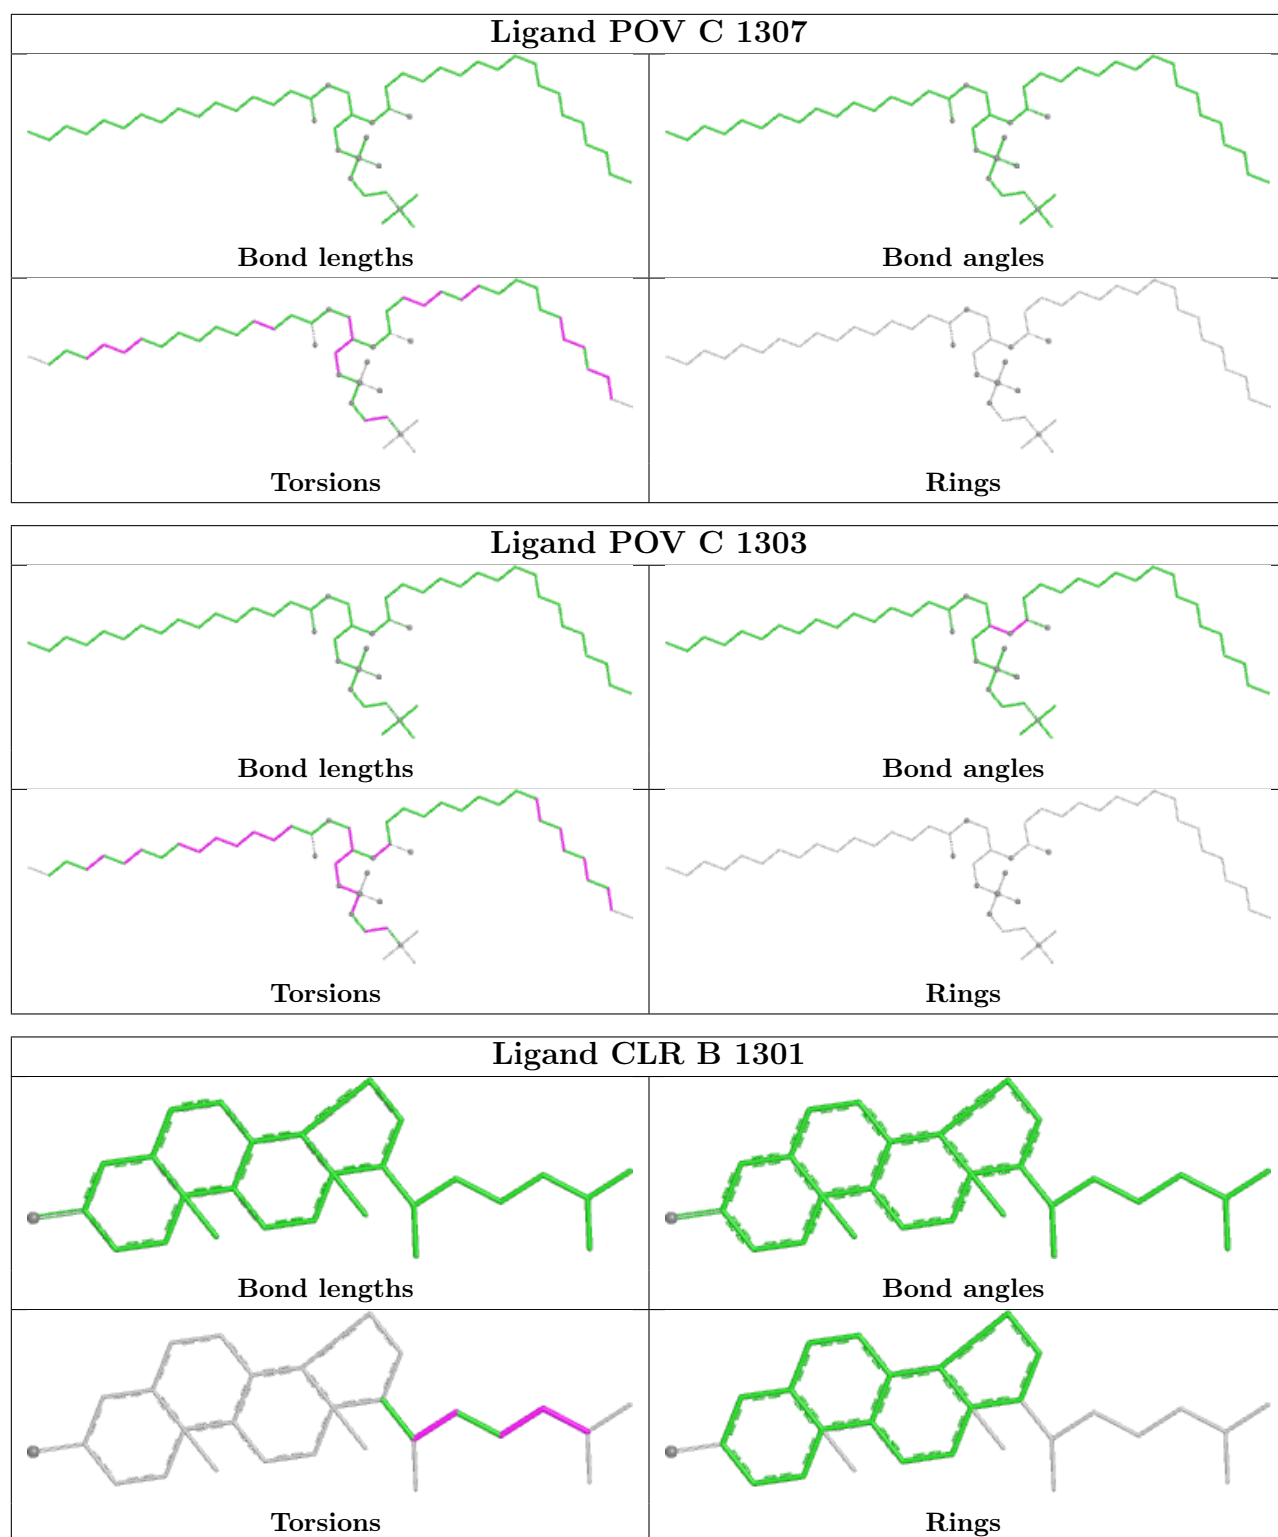 Ligand POV C 1307
Bond lengths
Bond angles
Torsions
Rings
Ligand POV C 1303
Bond lengths
Bond angles
Torsions
Rings
Ligand CLR B 1301
Bond lengths
Bond angles
Torsions
Rings